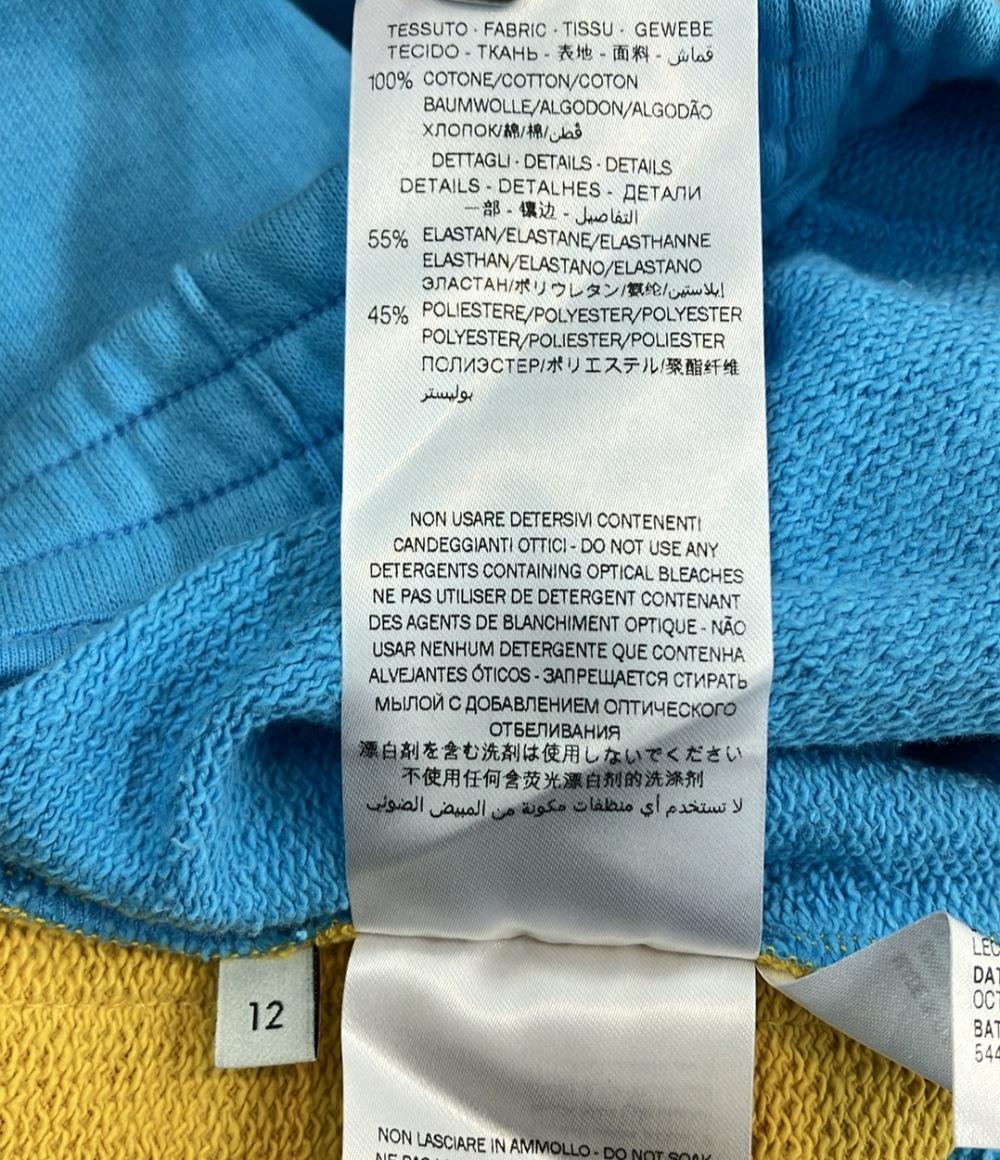 TESSUTO · FABRIC · TISSU · GEWEBE
TECIDO - ТКАНЬ - 表地 - 面料 - قماش
100% COTONE/COTTON/COTON
BAUMWOLLE/ALGODON/ALGODÃO
ХЛОПОК/綿/棉/قطن
DETTAGLI · DETAILS · DETAILS
DETAILS - DETALHES - ДЕТАЛИ
一部 - 镶边 - التفاصيل
55% ELASTAN/ELASTANE/ELASTHANNE
ELASTHAN/ELASTANO/ELASTANO
ЭЛАСТАН/ポリウレタン/氨纶/إيلاستين
45% POLIESTERE/POLYESTER/POLYESTER
POLYESTER/POLIESTER/POLIESTER
ПОЛИЭСТЕР/ポリエステル/聚酯纤维
بوليستر
NON USARE DETERSIVI CONTENENTI
CANDEGGIANTI OTTICI - DO NOT USE ANY
DETERGENTS CONTAINING OPTICAL BLEACHES
NE PAS UTILISER DE DETERGENT CONTENANT
DES AGENTS DE BLANCHIMENT OPTIQUE - NÃO
USAR NENHUM DETERGENTE QUE CONTENHA
ALVEJANTES ÓTICOS - ЗАПРЕЩАЕТСЯ СТИРАТЬ
МЫЛОЙ С ДОБАВЛЕНИЕМ ОПТИЧЕСКОГО
ОТБЕЛИВАНИЯ
漂白剤を含む洗剤は使用しないでください
不使用任何含荧光漂白剂的洗涤剂
لا تستخدم أي منظفات مكونة من المبيض الضوئي
12
LEC
DAT
OCT
BAT
544
NON LASCIARE IN AMMOLLO - DO NOT SOAK
NE PAS